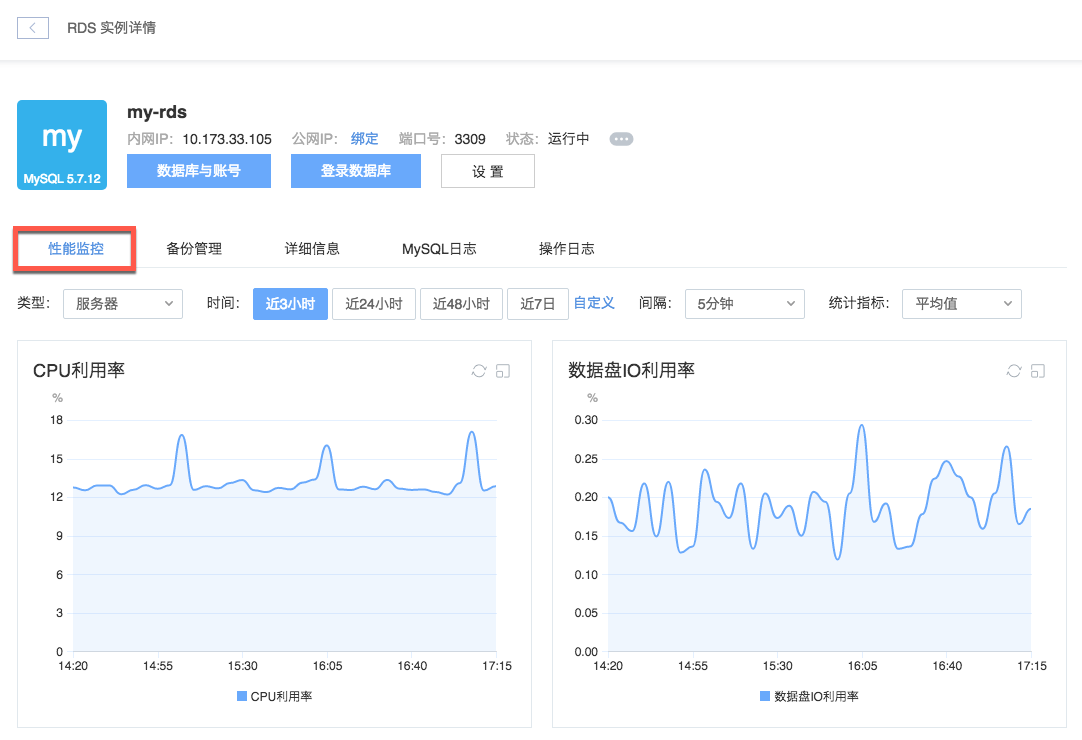 RDS 实例详情
my
MySQL 5.7.12
my-rds
内网IP: 10.173.33.105 公网IP: 绑定 端口号: 3309 状态: 运行中
数据库与账号 登录数据库 设 置
性能监控 备份管理 详细信息 MySQL日志 操作日志
类型: 服务器 时间: 近3小时 近24小时 近48小时 近7日 自定义 间隔: 5分钟 统计指标: 平均值
CPU利用率
%
18
15
12
9
6
3
0
14:20 14:55 15:30 16:05 16:40 17:15
CPU利用率
数据盘IO利用率
%
0.30
0.25
0.20
0.15
0.10
0.05
0.00
14:20 14:55 15:30 16:05 16:40 17:15
数据盘IO利用率